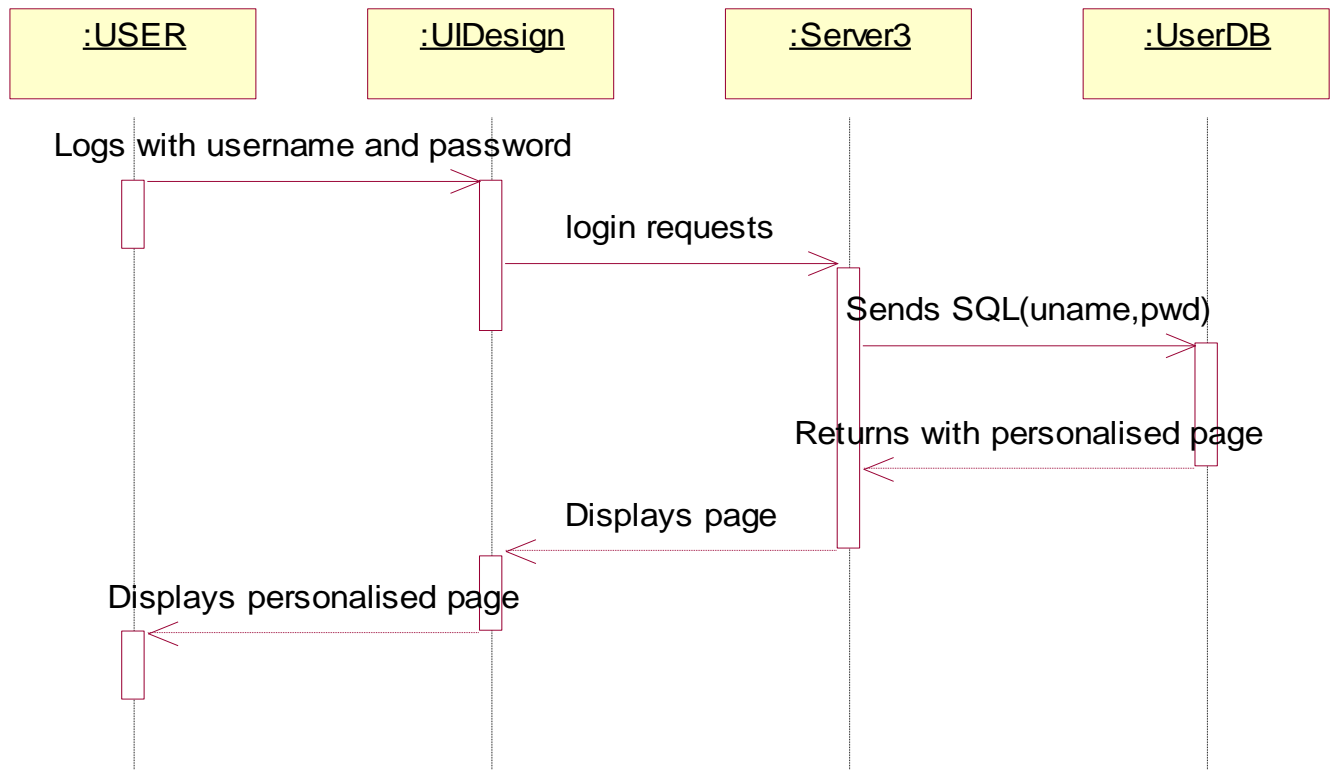 :USER
:UIDesign
:Server3
:UserDB
Logs with username and password
login requests
Sends SQL(uname,pwd)
Returns with personalised page
Displays page
Displays personalised page